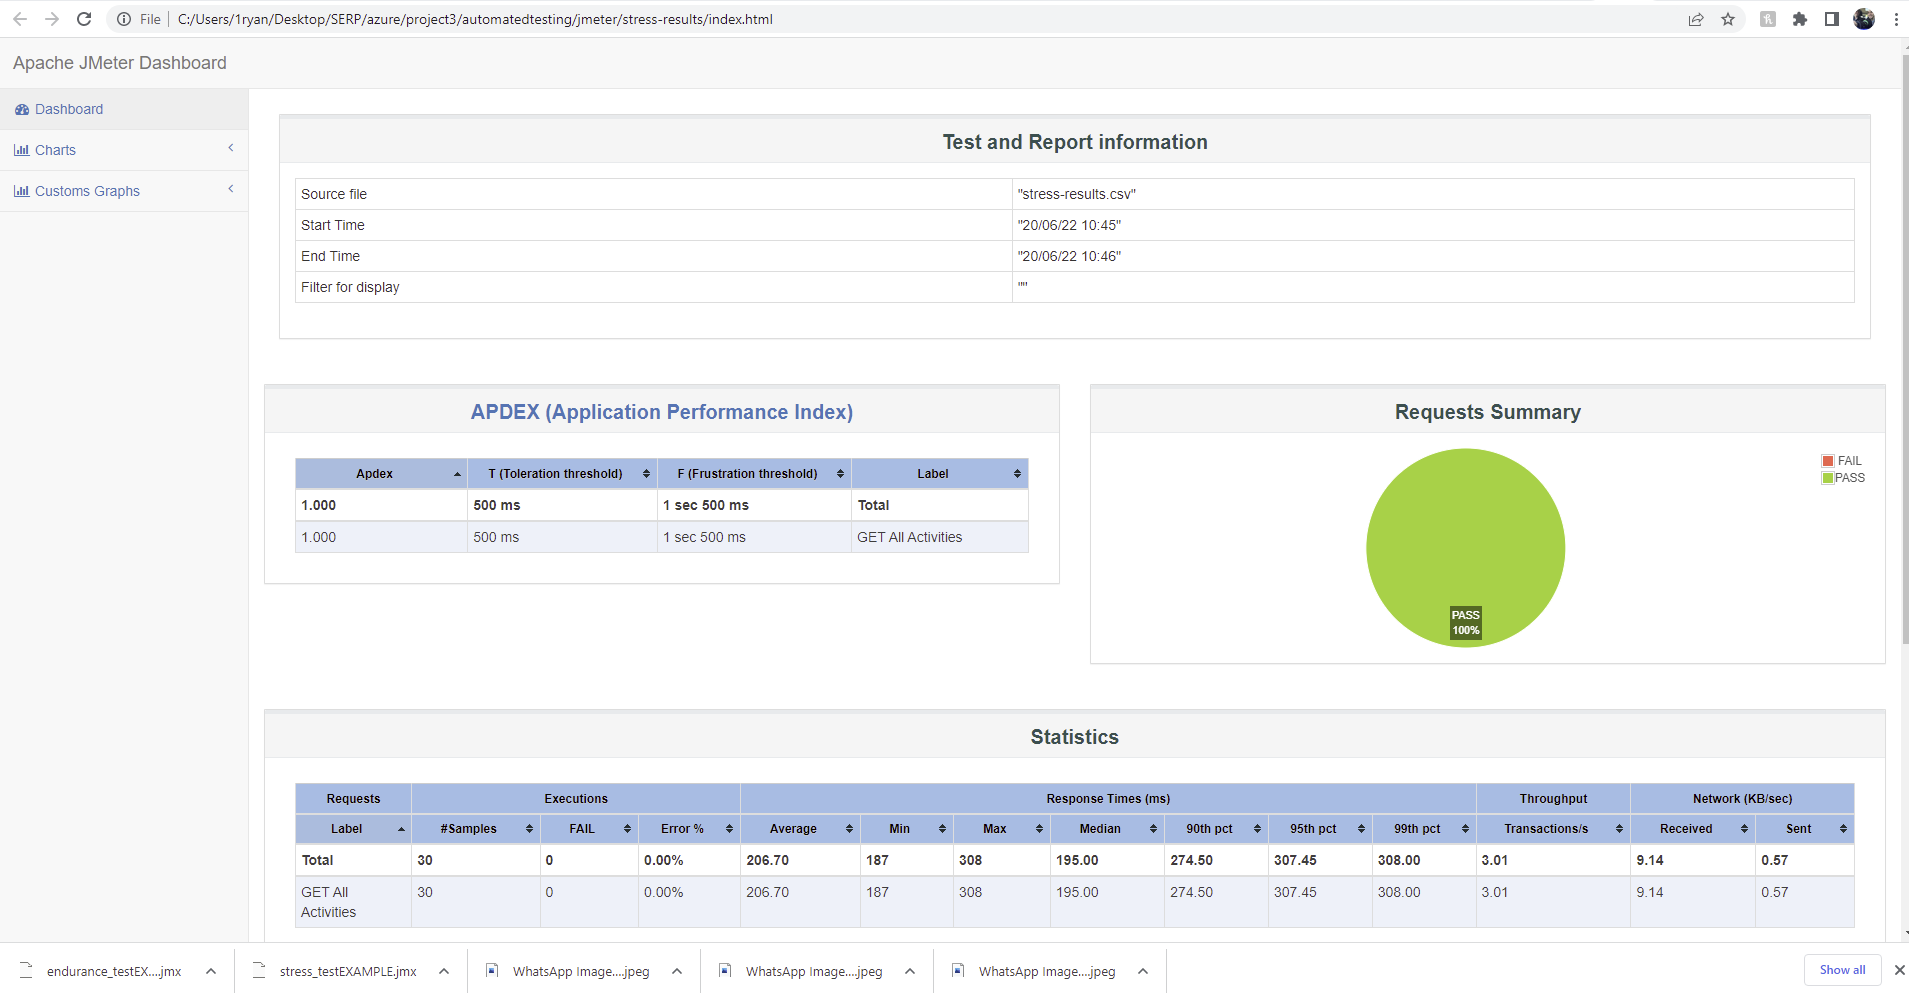 File C:/Users/1ryan/Desktop/SERP/azure/project3/automatedtesting/jmeter/stress-results/index.html
Apache JMeter Dashboard
Dashboard
Charts
Customs Graphs
Test and Report information
Source file "stress-results.csv"
Start Time "20/06/22 10:45"
End Time "20/06/22 10:46"
Filter for display ""
APDEX (Application Performance Index)
Apdex T (Toleration threshold) F (Frustration threshold) Label
1.000 500 ms 1 sec 500 ms Total
1.000 500 ms 1 sec 500 ms GET All Activities
Requests Summary
FAIL
PASS
PASS
100%
Statistics
Requests Executions Response Times (ms) Throughput Network (KB/sec)
Label #Samples FAIL Error % Average Min Max Median 90th pct 95th pct 99th pct Transactions/s Received Sent
Total 30 0 0.00% 206.70 187 308 195.00 274.50 307.45 308.00 3.01 9.14 0.57
GET All 30 0 0.00% 206.70 187 308 195.00 274.50 307.45 308.00 3.01 9.14 0.57
Activities
endurance_testEX....jmx stress_testEXAMPLE.jmx WhatsApp Image....jpeg WhatsApp Image....jpeg WhatsApp Image....jpeg Show all